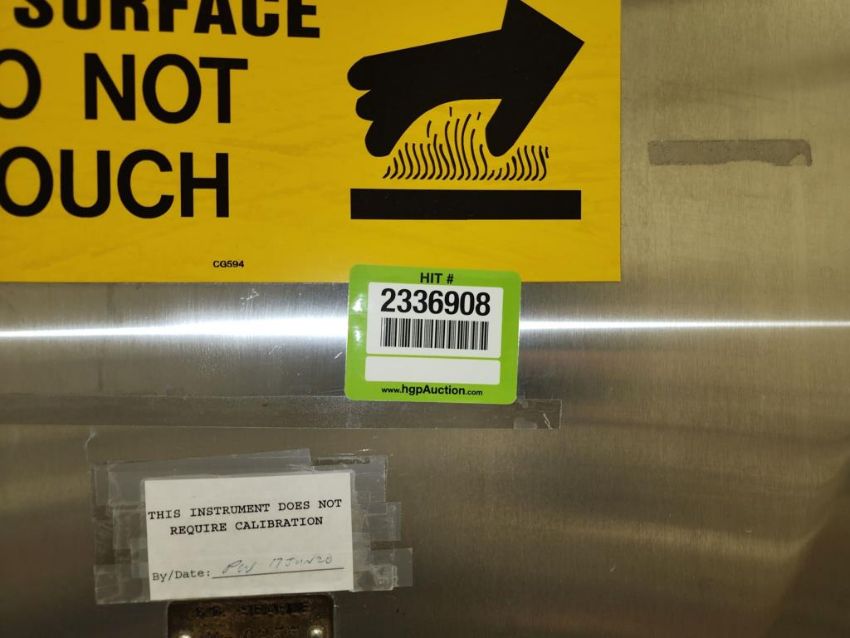 SURFACE
O NOT
OUCH
CG594
HIT #
2336908
www.hgpAuction.com
THIS INSTRUMENT DOES NOT
REQUIRE CALIBRATION
By/Date: 17JUN20